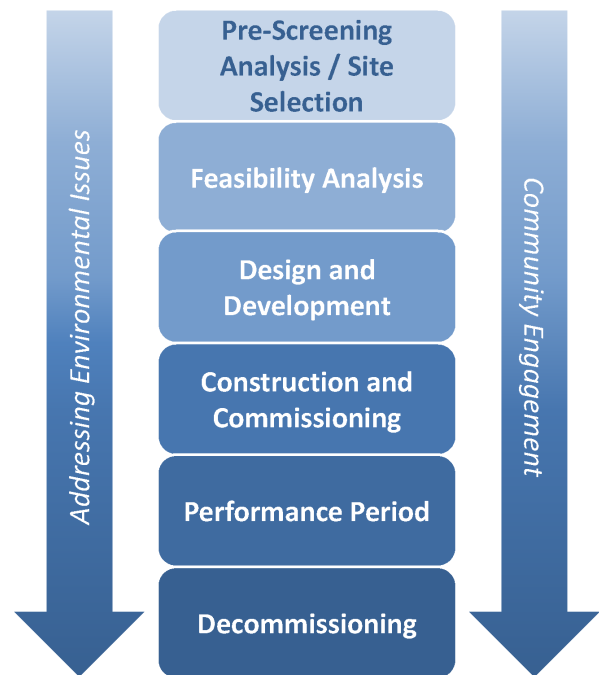 Pre-Screening
Analysis / Site
Selection
Feasibility Analysis
Design and
Development
Construction and
Commissioning
Performance Period
Decommissioning
Addressing Environmental Issues
Community Engagement